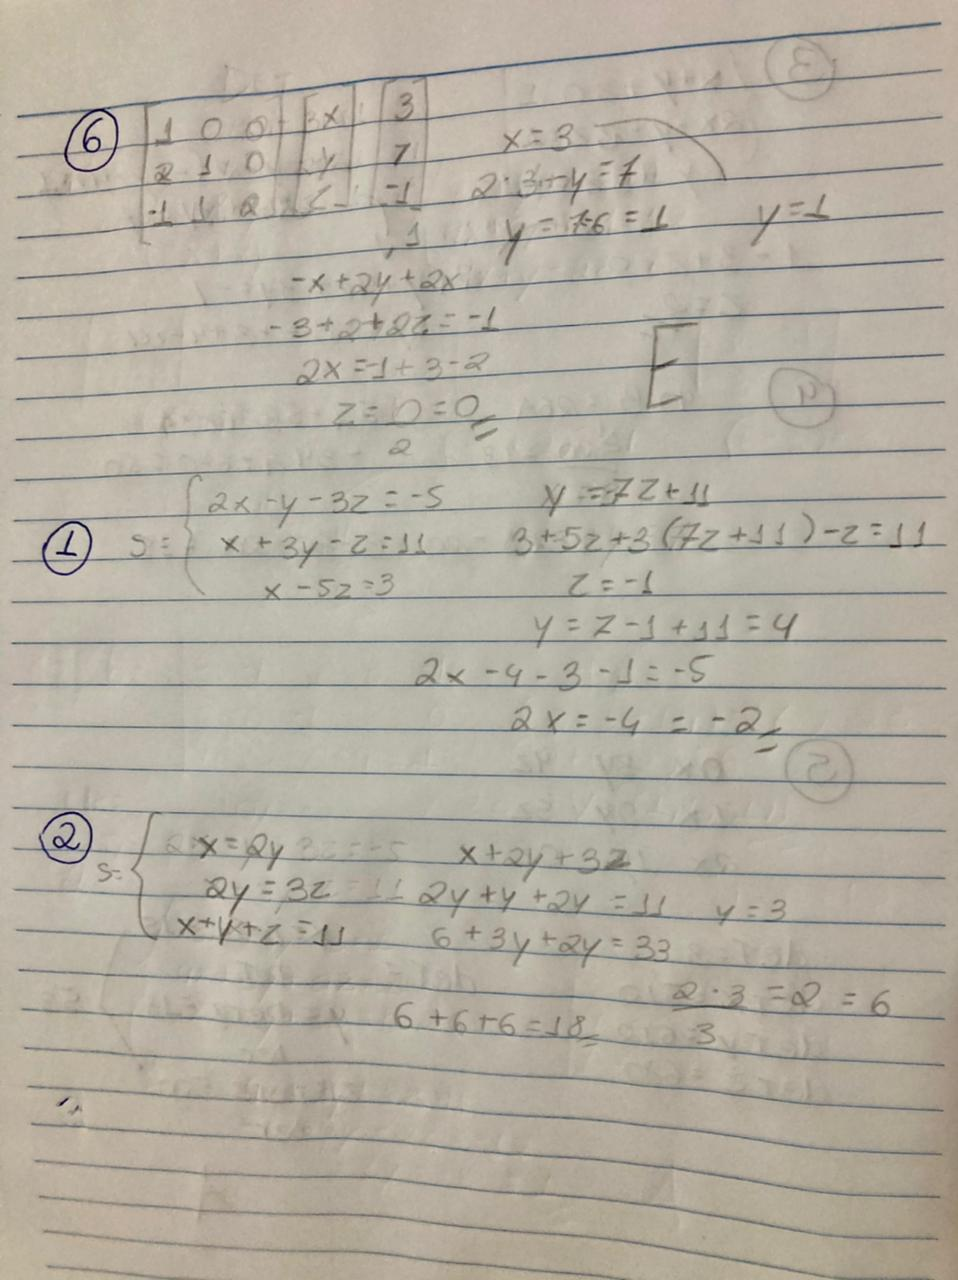 6
1 0 0 x 3
2 1 0 y 7
-1 1 2 z -1
1
x = 3
2·3+y=7
y = 7-6 = 1 y=1
-x+2y+2x
-3+2+2z = -1
2x=-1+3-2
z = 0 = 0
2
E
1 S =
2x-y-3z = -5
x+3y-z=11
x-5z=3
y = 7z+11
3+5z+3(7z+11)-z=11
z=-1
y = z-1+11=4
2x-4-3-1=-5
2x=-4 = -2
2 S=
x=2y
2y=3z
x+y+z=11
x+2y+3z
2y+y+2y=11 y=3
6+3y+2y=33
2·3 = 2 = 6
3
6+6+6=18